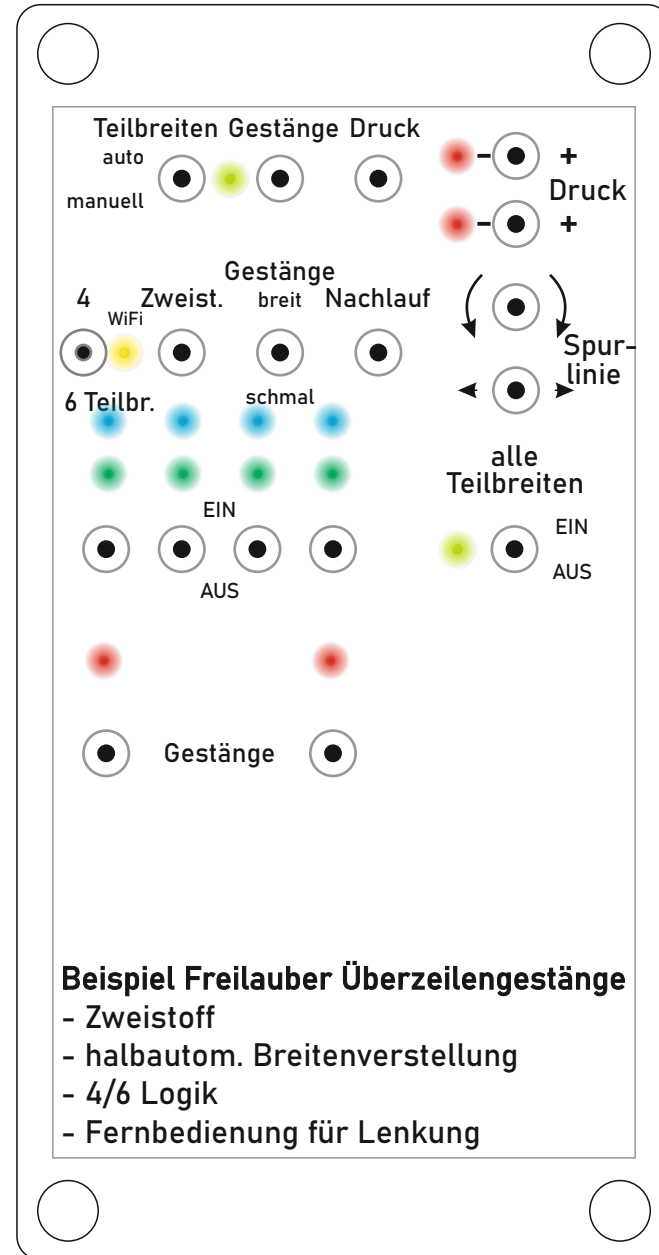 Teilbreiten Gestänge Druck
auto
manuell
- +
Druck
- +
Gestänge
4 Zweist. breit Nachlauf
WiFi
Spur-
linie
6 Teilbr. schmal
alle
Teilbreiten
EIN
EIN
AUS
AUS
Gestänge
Beispiel Freilauber Überzeilengestänge
- Zweistoff
- halbautom. Breitenverstellung
- 4/6 Logik
- Fernbedienung für Lenkung